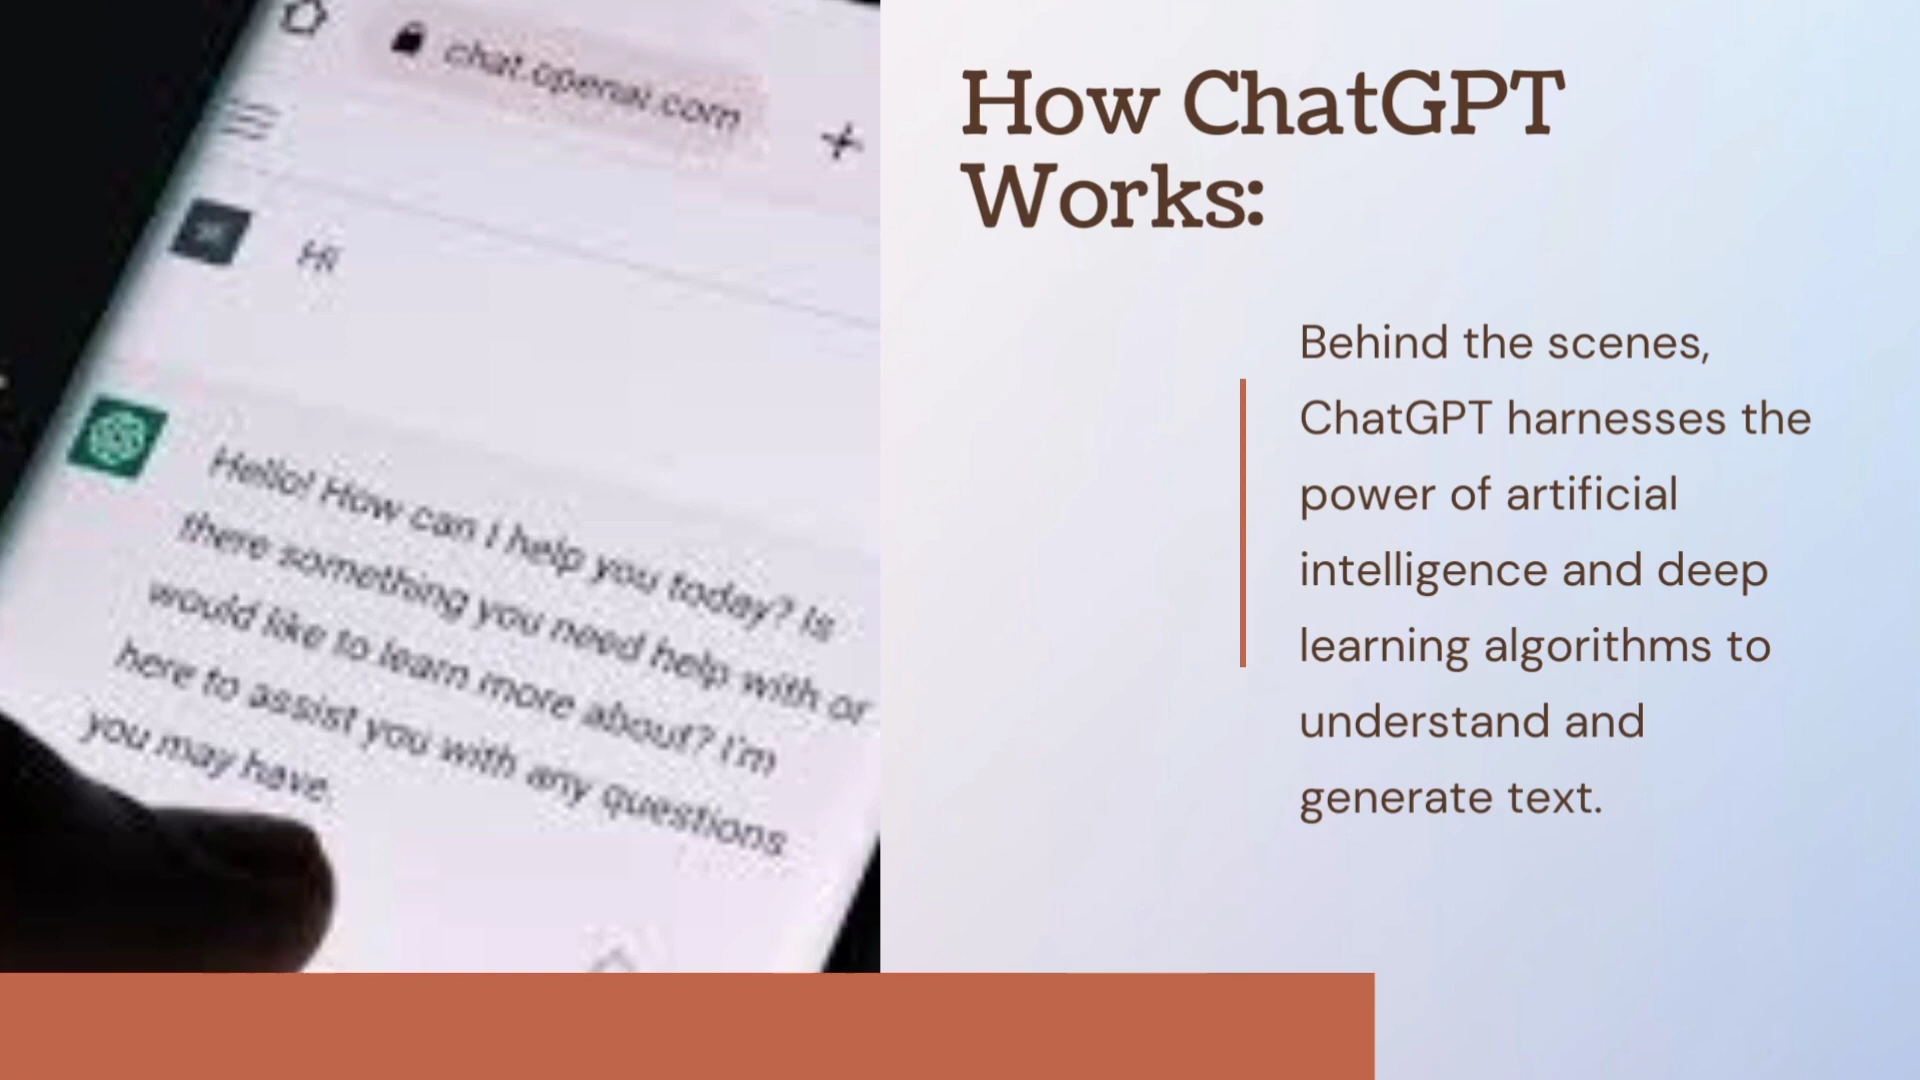 chat.openai.com
Hi
Hello! How can I help you today? Is
there something you need help with or
would like to learn more about? I'm
here to assist you with any questions
you may have.
How ChatGPT
Works:
Behind the scenes,
ChatGPT harnesses the
power of artificial
intelligence and deep
learning algorithms to
understand and
generate text.